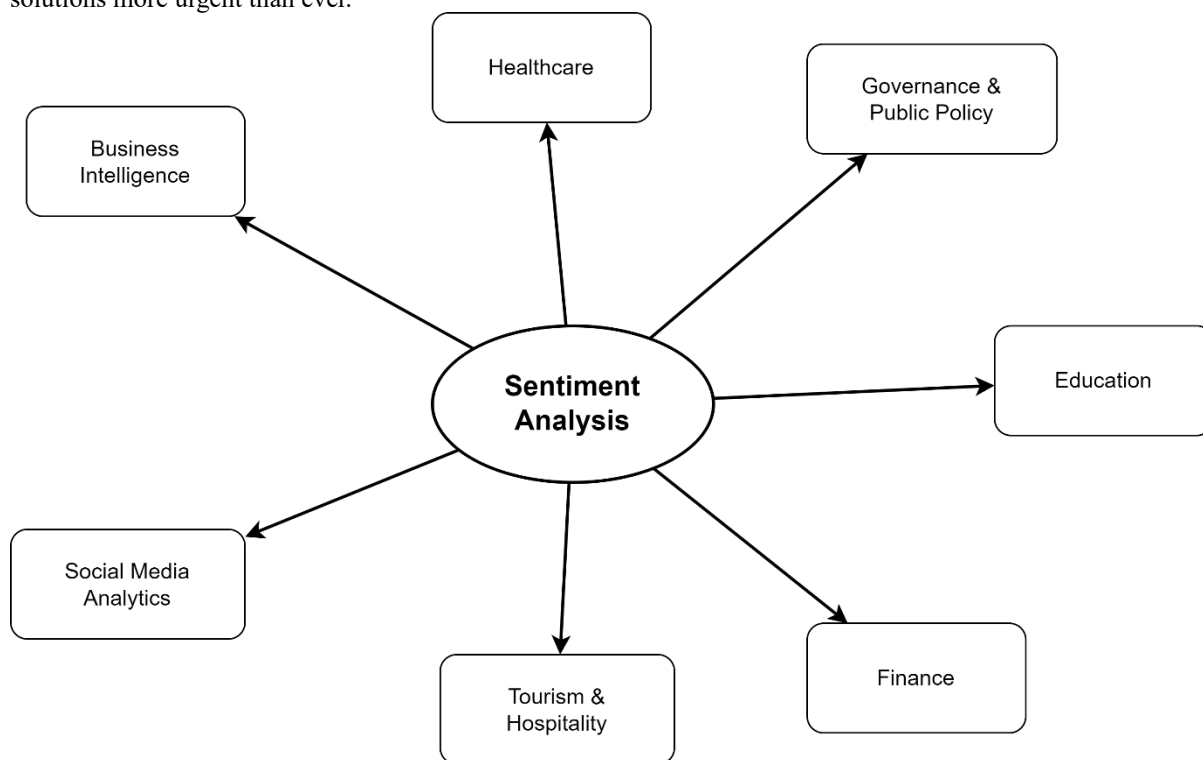 solutions more urgent than ever.
Healthcare
Governance &
Public Policy
Business
Intelligence
Sentiment
Analysis
Education
Social Media
Analytics
Tourism &
Hospitality
Finance